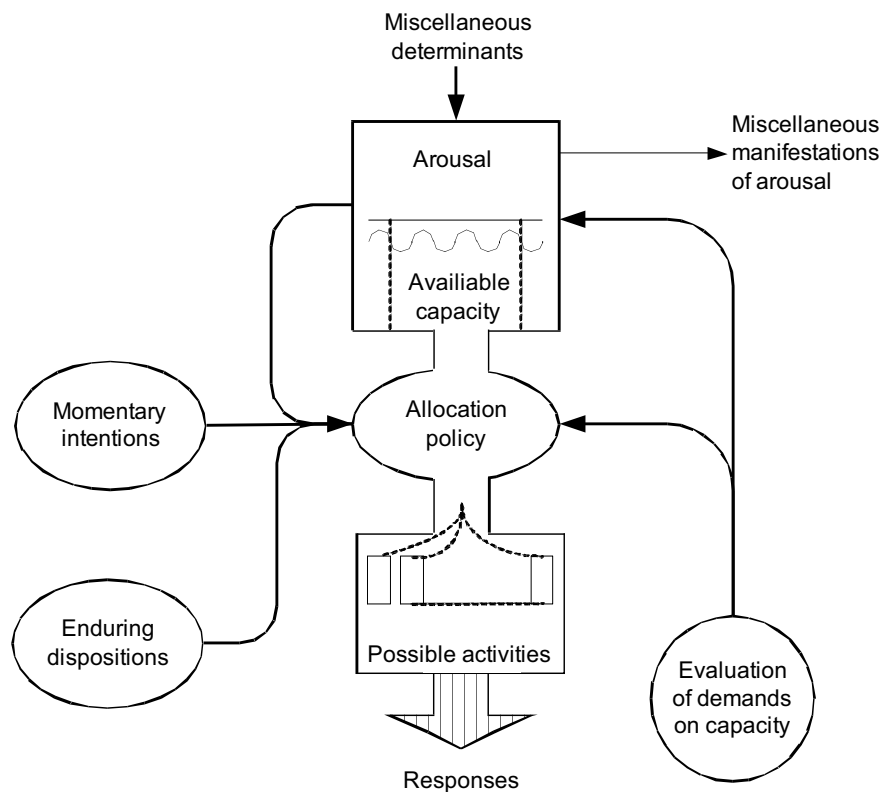 Miscellaneous
determinants
Arousal
Miscellaneous
manifestations
of arousal
Availiable
capacity
Momentary
intentions
Allocation
policy
Enduring
dispositions
Possible activities
Evaluation
of demands
on capacity
Responses